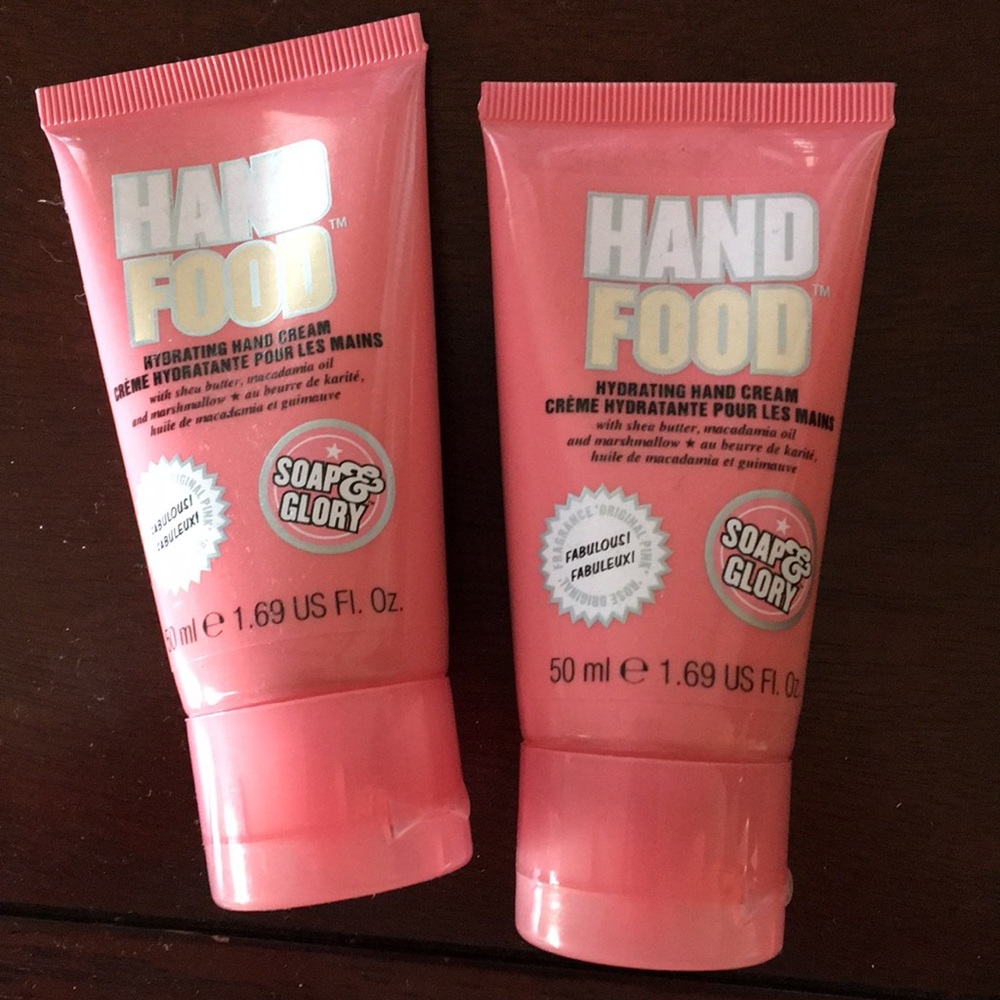 HAND
FOOD™
HYDRATING HAND CREAM
CRÈME HYDRATANTE POUR LES MAINS
with shea butter, macadamia oil
and marshmallow ★ au beurre de karité,
huile de macadamia et guimauve
ORIGINAL PINK
FABULOUS!
FABULEUX!
SOAP&
GLORY
50 ml ℮ 1.69 US Fl. Oz.
HAND
FOOD™
HYDRATING HAND CREAM
CRÈME HYDRATANTE POUR LES MAINS
with shea butter, macadamia oil
and marshmallow ★ au beurre de karité,
huile de macadamia et guimauve
FRAGRANCE*ORIGINAL PINK*
ROSE ORIGINAL
FABULOUS!
FABULEUX!
SOAP&
GLORY
50 ml ℮ 1.69 US Fl. Oz